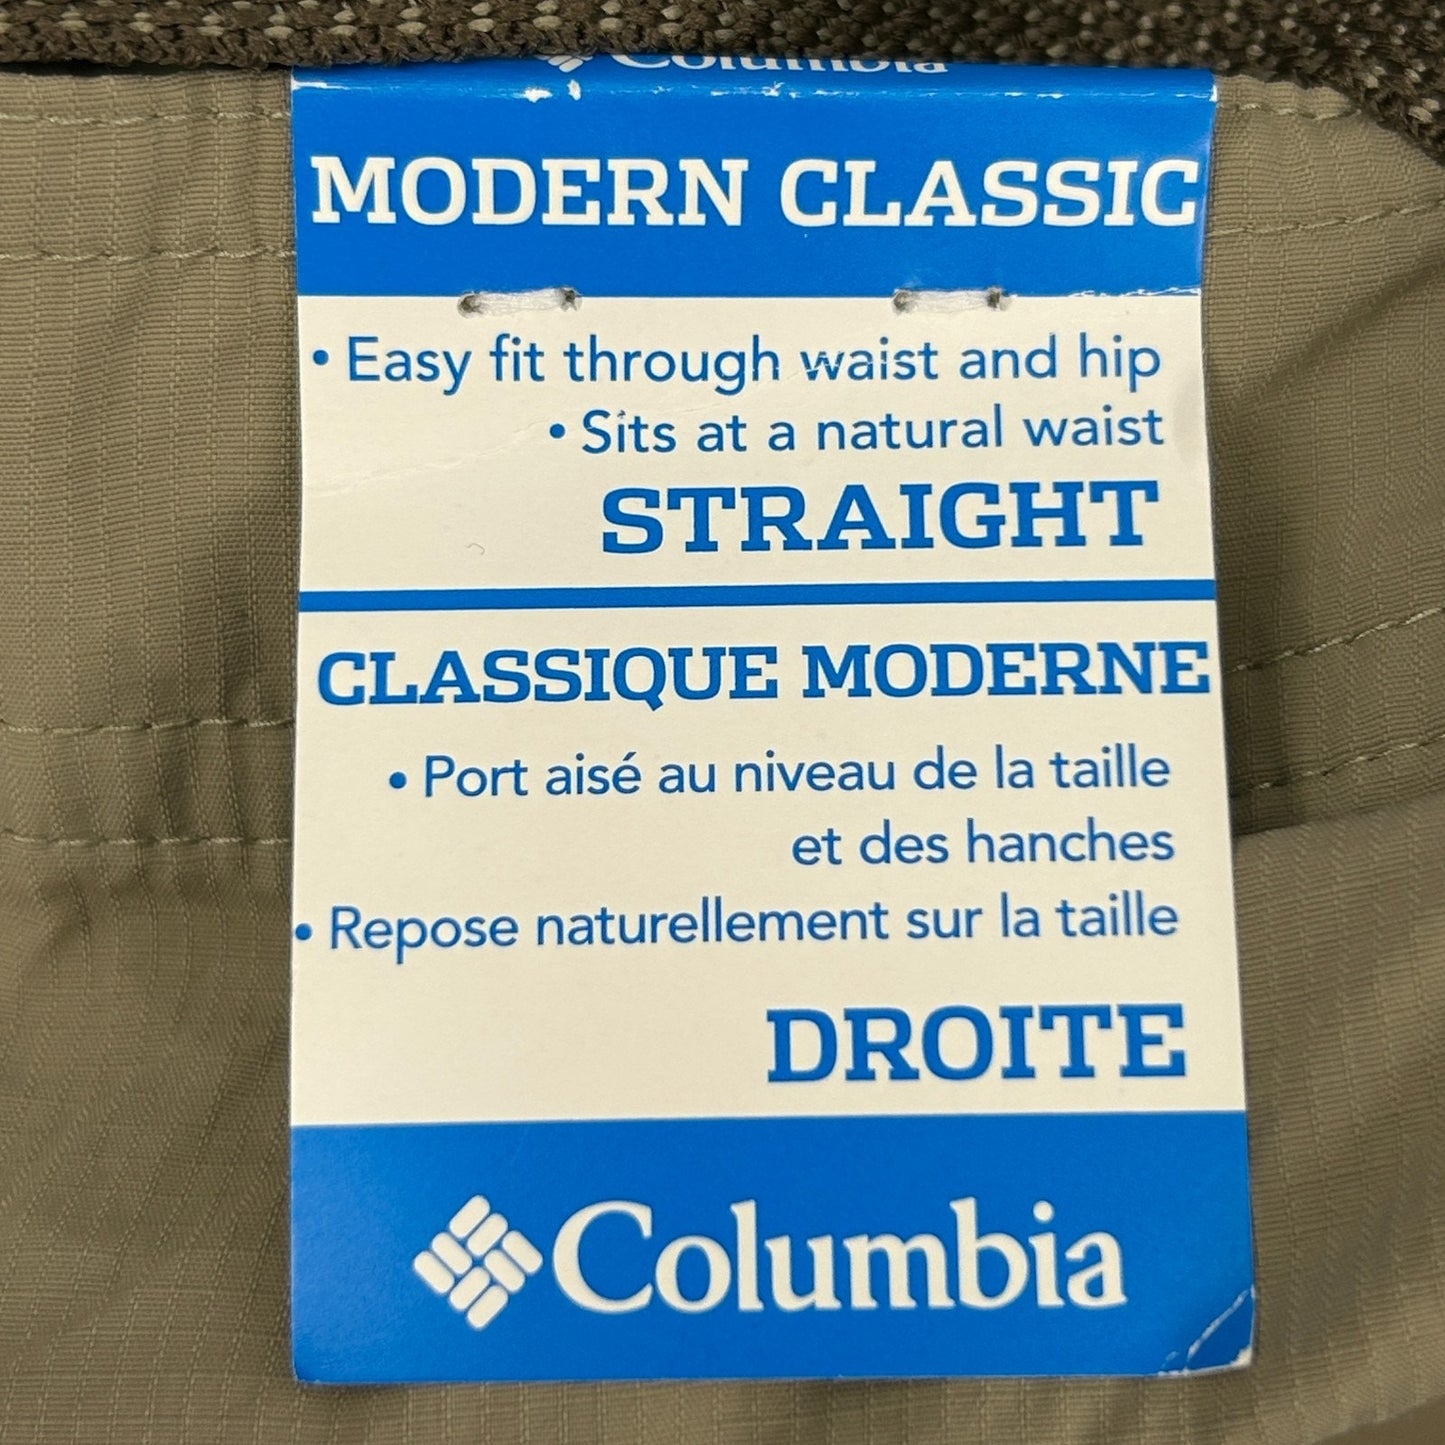 Columbia
MODERN CLASSIC
• Easy fit through waist and hip
• Sits at a natural waist
STRAIGHT
CLASSIQUE MODERNE
• Port aisé au niveau de la taille
et des hanches
• Repose naturellement sur la taille
DROITE
Columbia